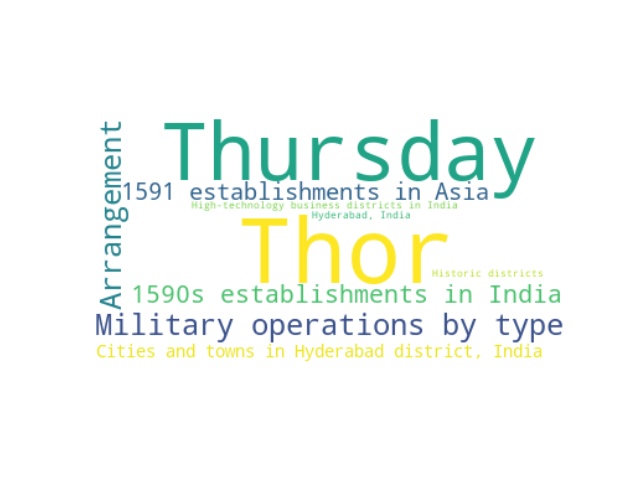 Thursday
Arrangement
1591 establishments in Asia
High-technology business districts in India
Hyderabad, India
Thor
Historic districts
1590s establishments in India
Military operations by type
Cities and towns in Hyderabad district, India